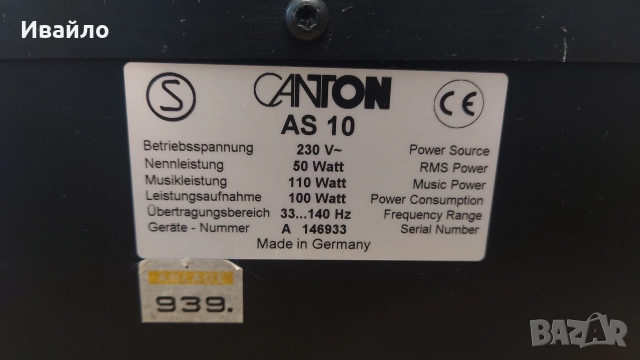 Ивайло
S
CANTON
CE
AS 10
Betriebsspannung 230 V~ Power Source
Nennleistung 50 Watt RMS Power
Musikleistung 110 Watt Music Power
Leistungsaufnahme 100 Watt Power Consumption
Übertragungsbereich 33...140 Hz Frequency Range
Geräte - Nummer A 146933 Serial Number
Made in Germany
939.
BAZAR